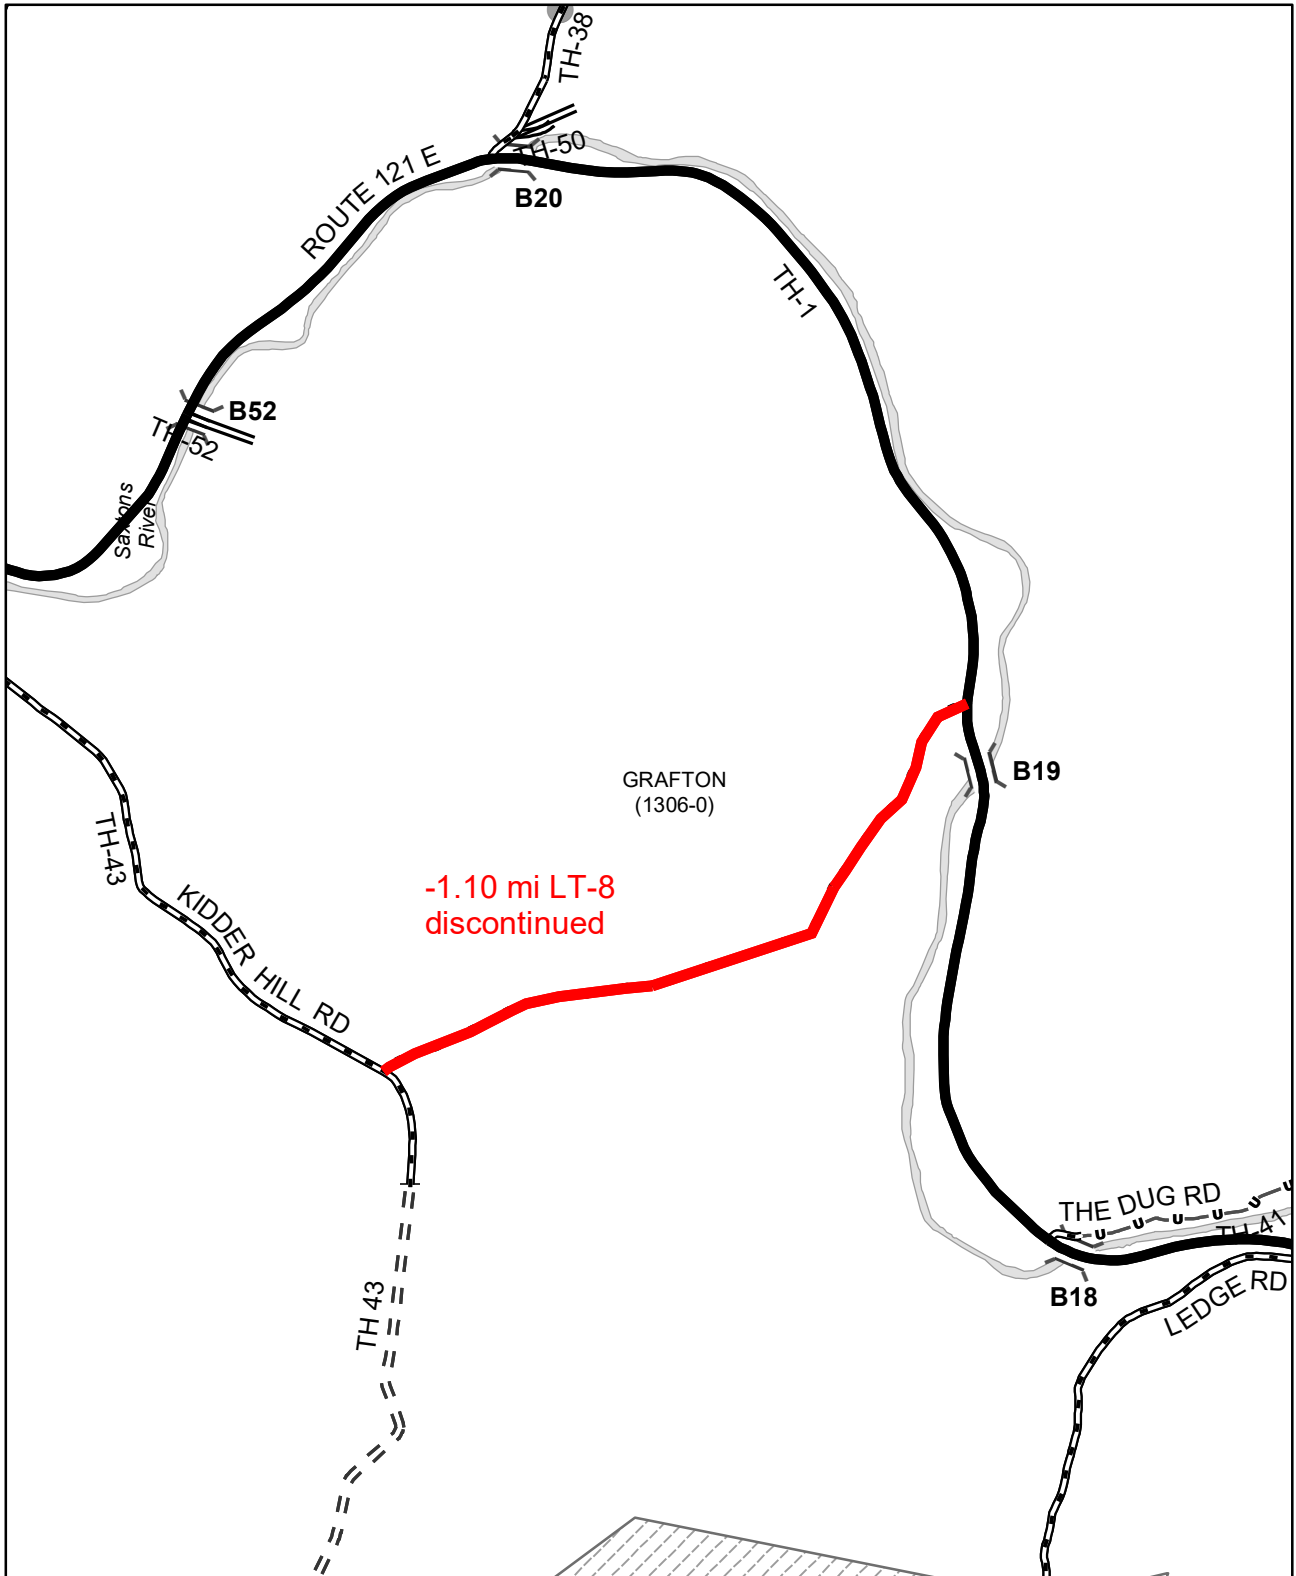 TH-38
TH-50
ROUTE 121 E
B20
TH-1
B52
TH-52
Saxtons
River
GRAFTON
(1306-0)
B19
TH-43
-1.10 mi LT-8
discontinued
KIDDER HILL RD
THE DUG RD
TH-41
B18
LEDGE RD
TH 43